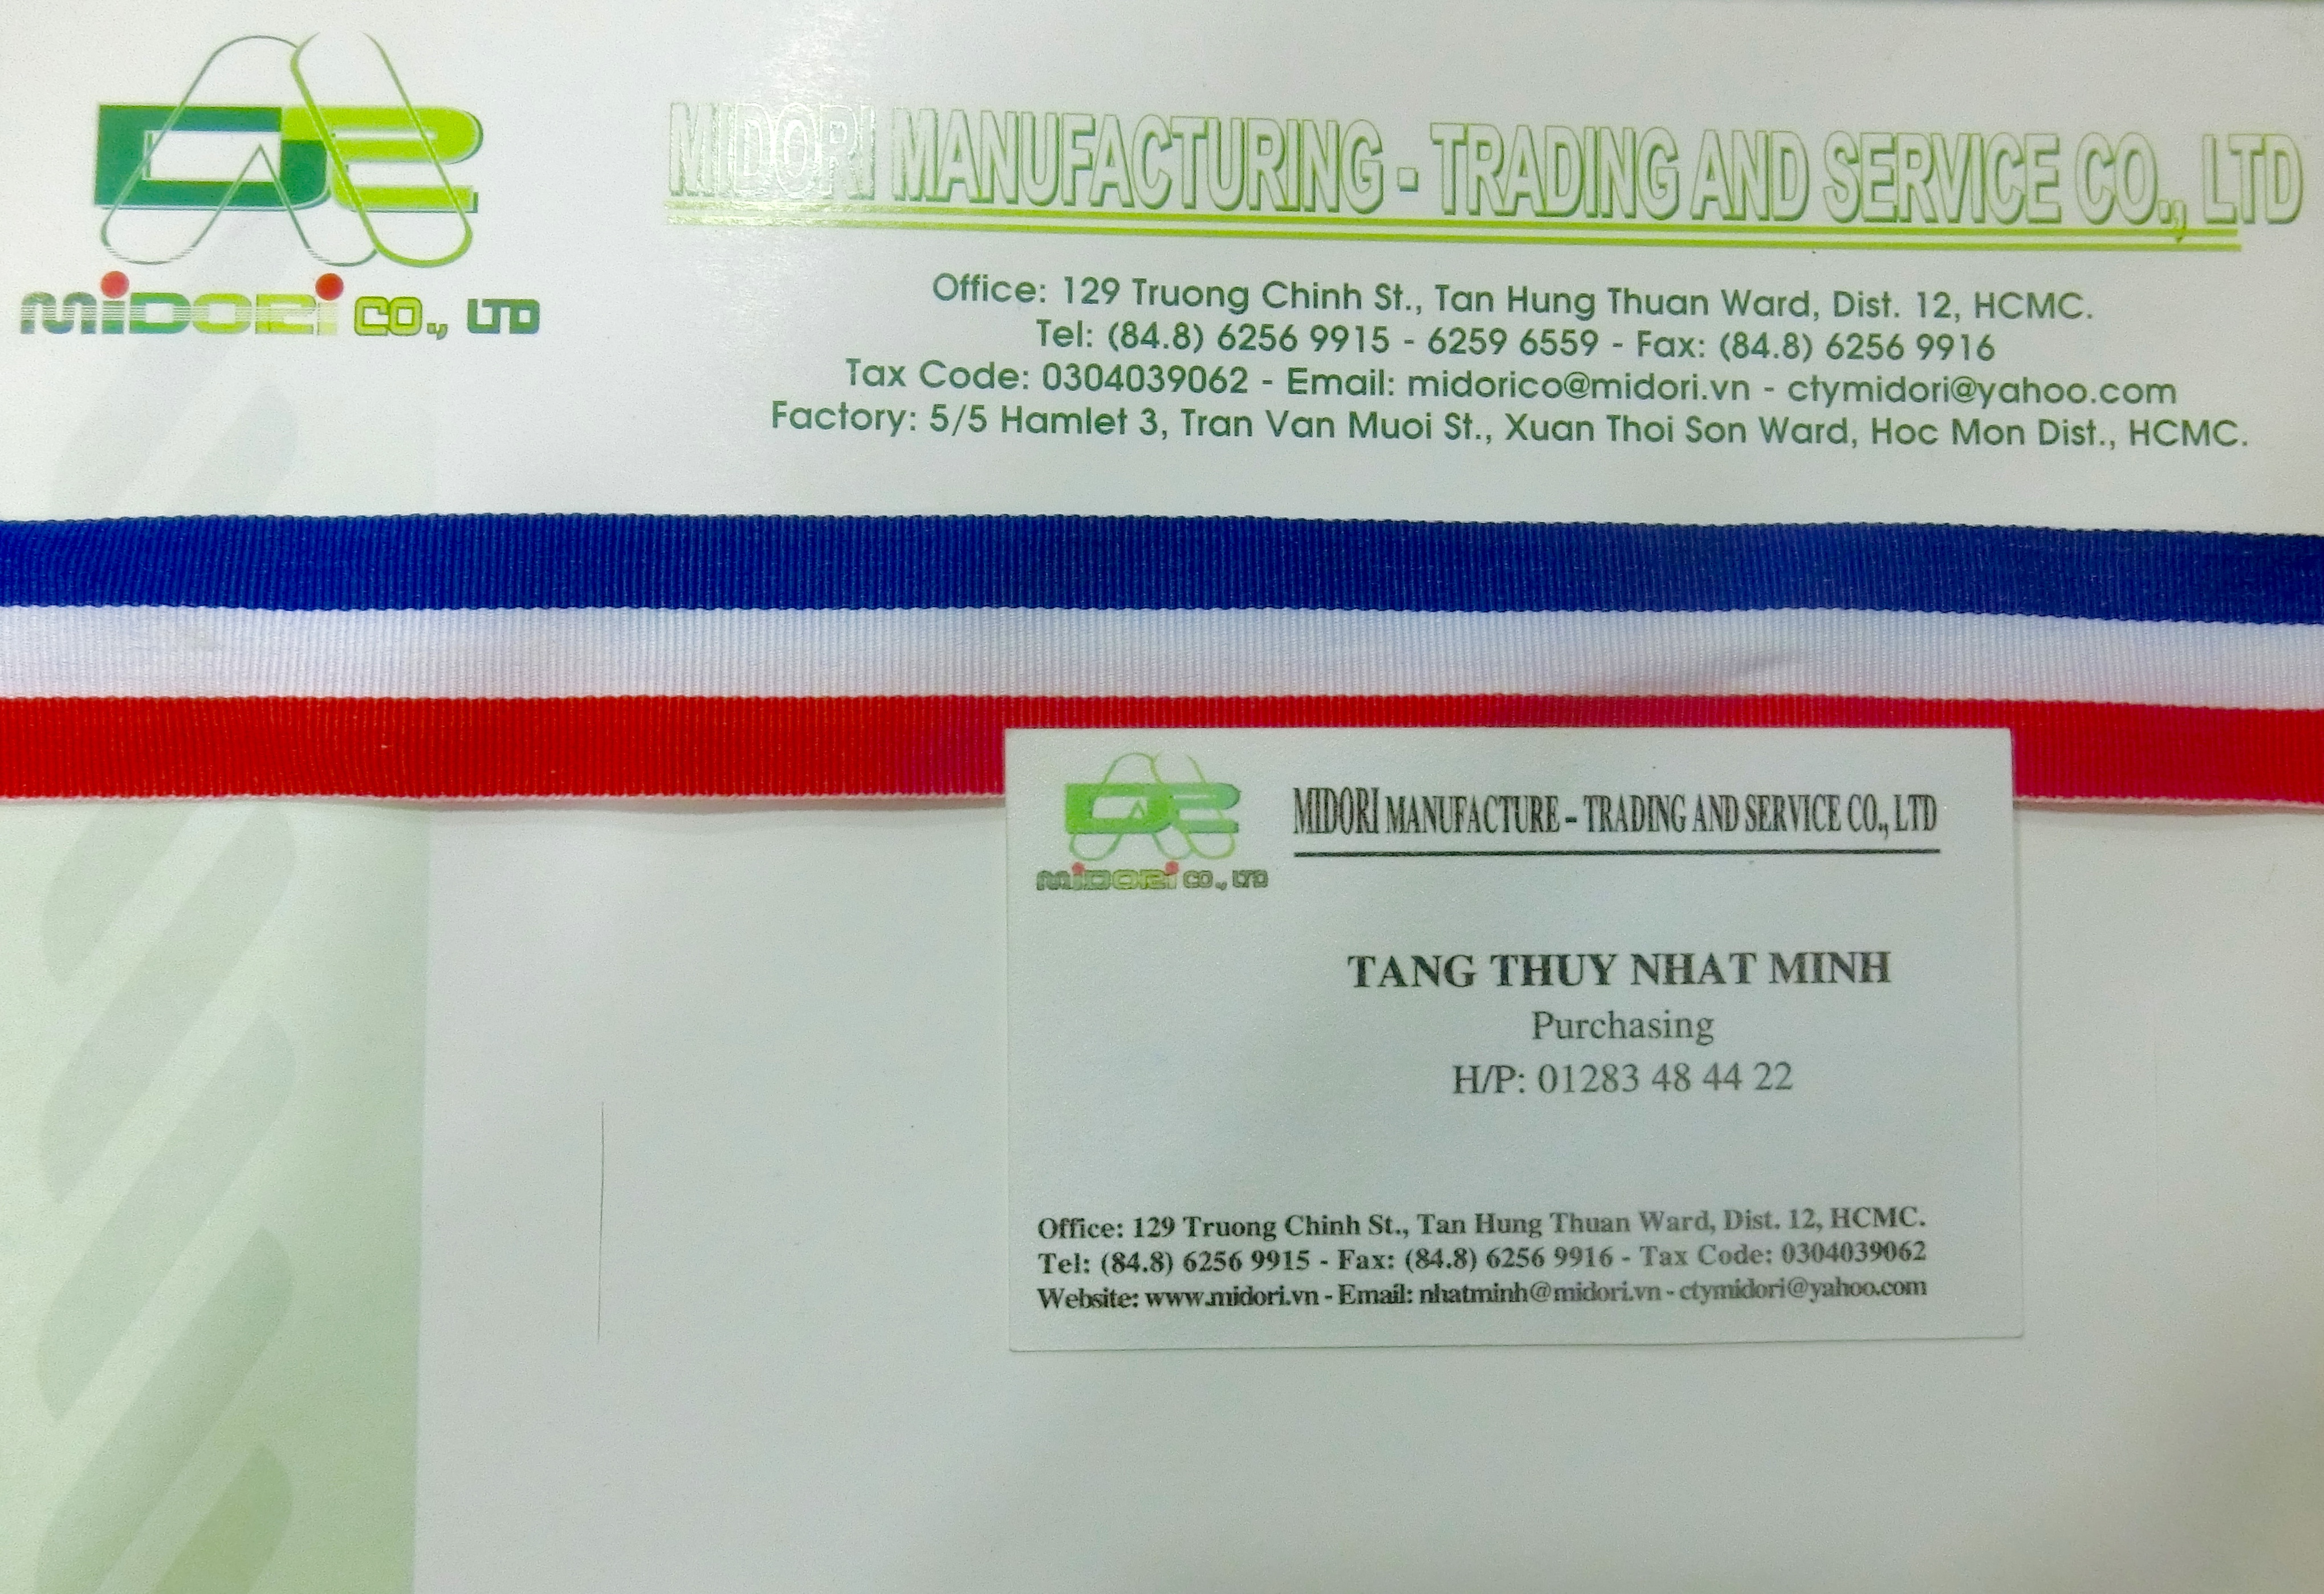 MIDORI CO., LTD
MIDORI MANUFACTURING - TRADING AND SERVICE CO., LTD
Office: 129 Truong Chinh St., Tan Hung Thuan Ward, Dist. 12, HCMC.
Tel: (84.8) 6256 9915 - 6259 6559 - Fax: (84.8) 6256 9916
Tax Code: 0304039062 - Email: midorico@midori.vn - ctymidori@yahoo.com
Factory: 5/5 Hamlet 3, Tran Van Muoi St., Xuan Thoi Son Ward, Hoc Mon Dist., HCMC.
MIDORI CO., LTD
MIDORI MANUFACTURE - TRADING AND SERVICE CO., LTD
TANG THUY NHAT MINH
Purchasing
H/P: 01283 48 44 22
Office: 129 Truong Chinh St., Tan Hung Thuan Ward, Dist. 12, HCMC.
Tel: (84.8) 6256 9915 - Fax: (84.8) 6256 9916 - Tax Code: 0304039062
Website: www.midori.vn - Email: nhatminh@midori.vn - ctymidori@yahoo.com